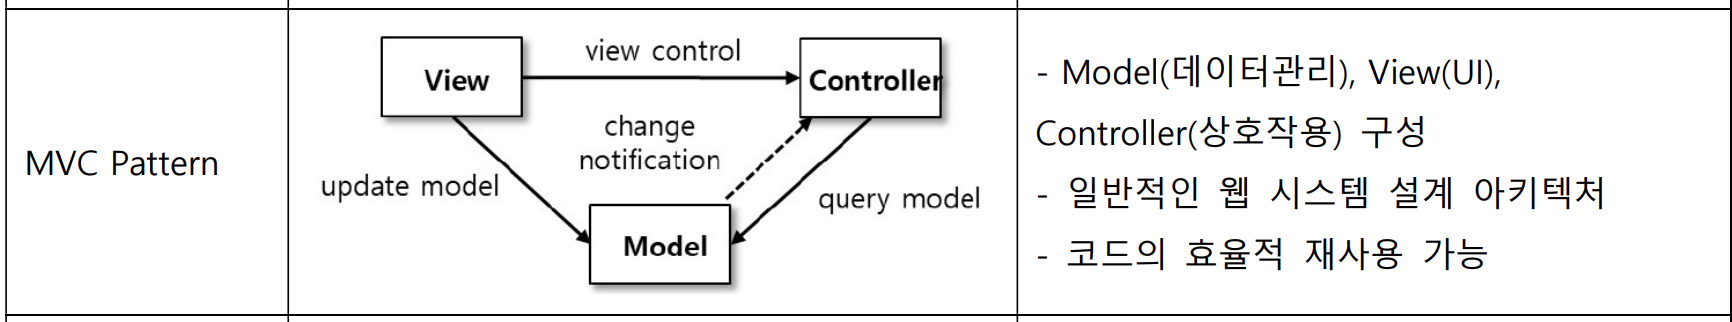 MVC Pattern
view control
View
Controller
change
notification
update model
query model
Model
- Model(데이터관리), View(UI),
Controller(상호작용) 구성
- 일반적인 웹 시스템 설계 아키텍처
- 코드의 효율적 재사용 가능